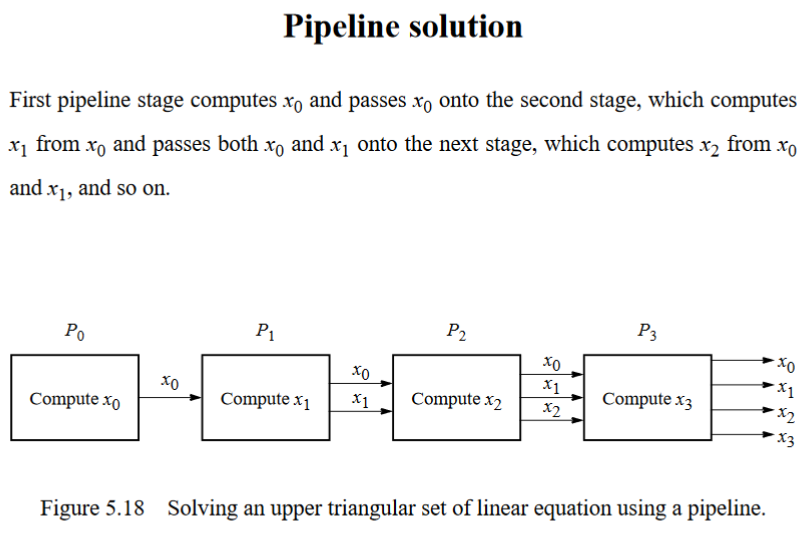 Pipeline solution
First pipeline stage computes x0 and passes x0 onto the second stage, which computes
x1 from x0 and passes both x0 and x1 onto the next stage, which computes x2 from x0
and x1, and so on.
P0 P1 P2 P3
Compute x0
x0
Compute x1
x0
x1
Compute x2
x0
x1
x2
Compute x3
x0
x1
x2
x3
Figure 5.18 Solving an upper triangular set of linear equation using a pipeline.